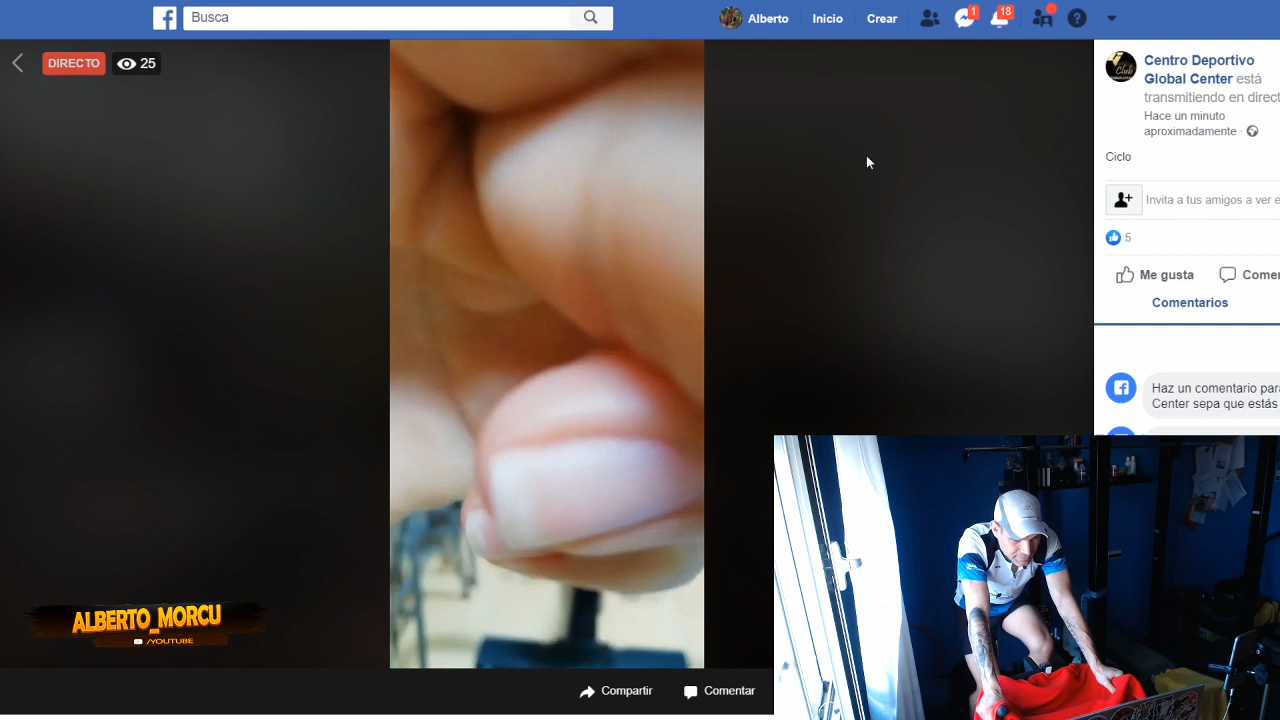 Busca
Alberto
Inicio
Crear
1
18
DIRECTO
25
Centro Deportivo
Global Center está
transmitiendo en direct
Hace un minuto
aproximadamente ·
Ciclo
Invita a tus amigos a ver e
5
Me gusta
Comen
Comentarios
Haz un comentario para
Center sepa que estás
ALBERTO_MORCU
/YOUTUBE
Compartir
Comentar